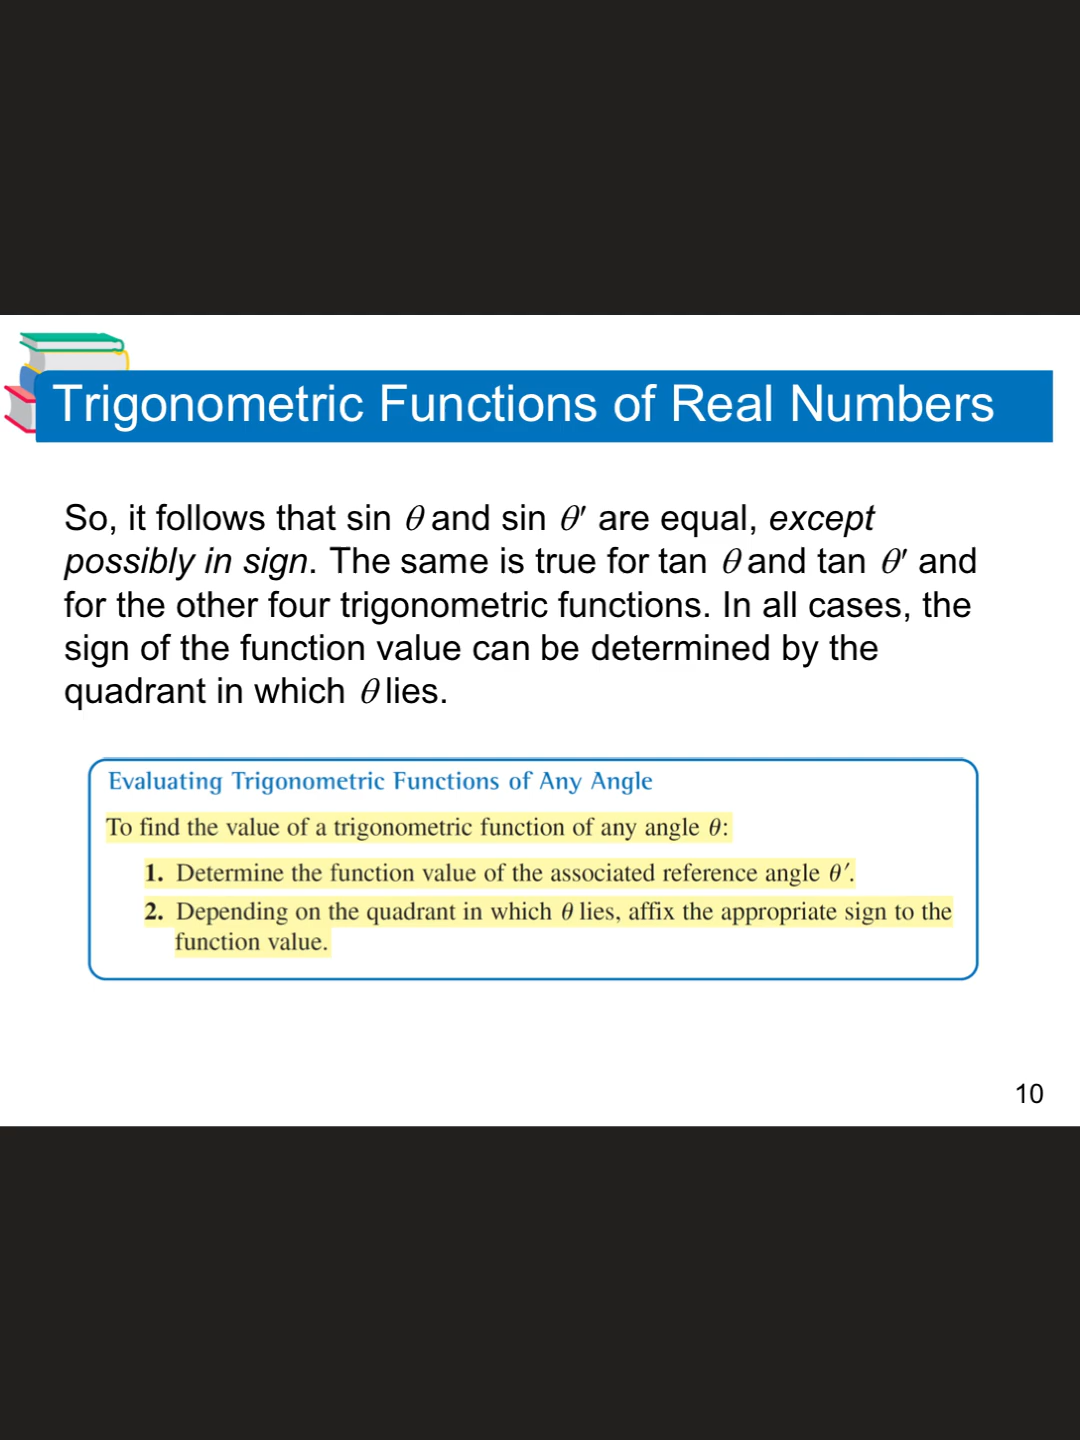 Trigonometric Functions of Real Numbers
So, it follows that sin θ and sin θ′ are equal, except
possibly in sign. The same is true for tan θ and tan θ′ and
for the other four trigonometric functions. In all cases, the
sign of the function value can be determined by the
quadrant in which θ lies.
Evaluating Trigonometric Functions of Any Angle
To find the value of a trigonometric function of any angle θ:
1. Determine the function value of the associated reference angle θ′.
2. Depending on the quadrant in which θ lies, affix the appropriate sign to the
function value.
10